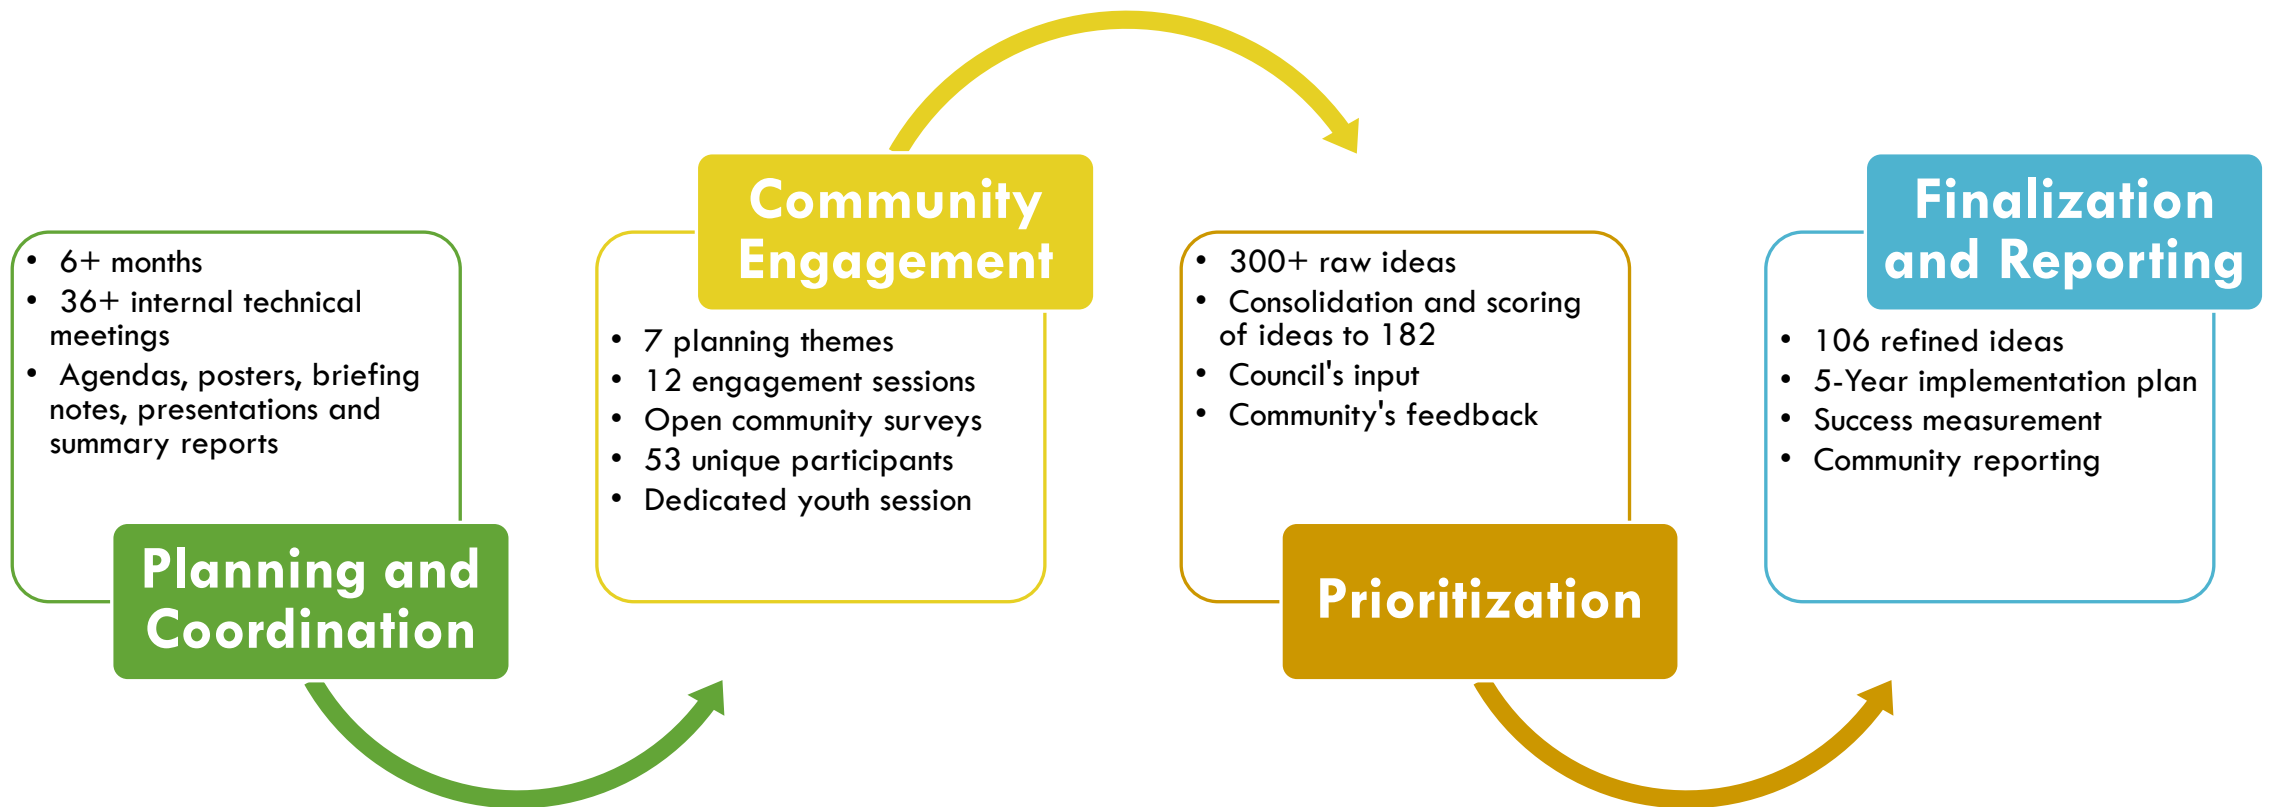 • 6+ months
• 36+ internal technical
meetings
• Agendas, posters, briefing
notes, presentations and
summary reports
Planning and
Coordination
Community
Engagement
• 7 planning themes
• 12 engagement sessions
• Open community surveys
• 53 unique participants
• Dedicated youth session
• 300+ raw ideas
• Consolidation and scoring
of ideas to 182
• Council's input
• Community's feedback
Prioritization
Finalization
and Reporting
• 106 refined ideas
• 5-Year implementation plan
• Success measurement
• Community reporting